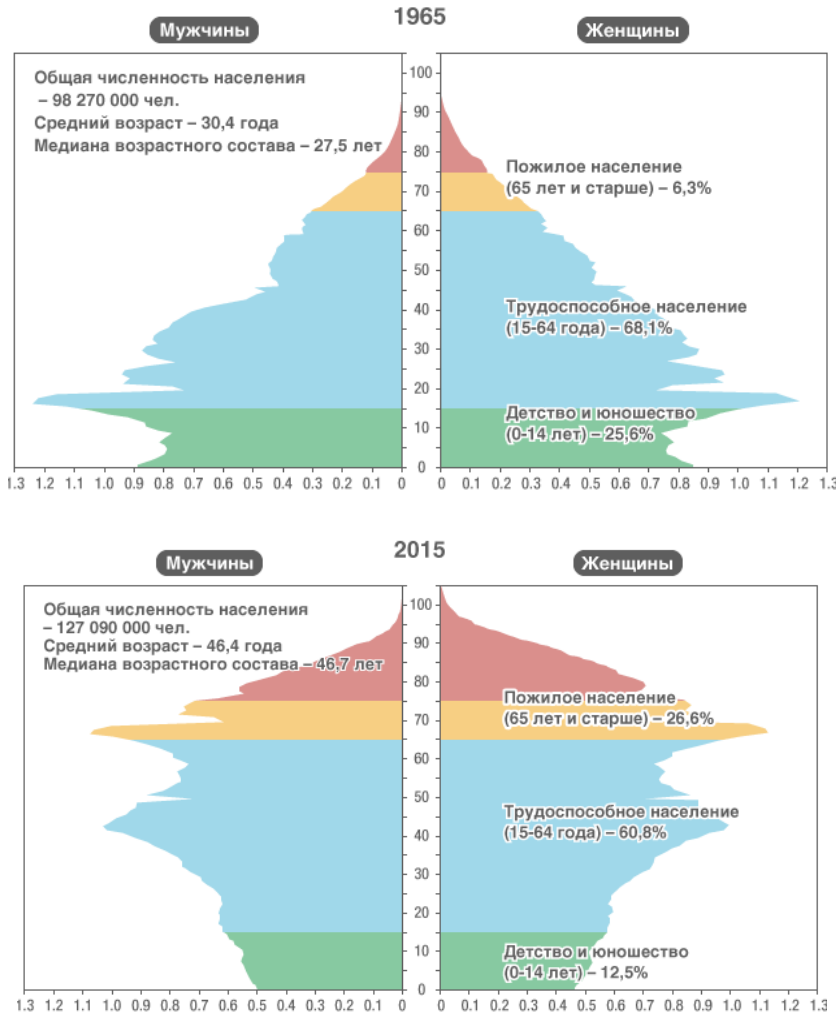 1965
Мужчины
Женщины
Общая численность населения
– 98 270 000 чел.
Средний возраст – 30,4 года
Медиана возрастного состава – 27,5 лет
Пожилое население
(65 лет и старше) – 6,3%
Трудоспособное население
(15-64 года) – 68,1%
Детство и юношество
(0-14 лет) – 25,6%
100
90
80
70
60
50
40
30
20
10
0
1.3 1.2 1.1 1.0 0.9 0.8 0.7 0.6 0.5 0.4 0.3 0.2 0.1 0
0 0.1 0.2 0.3 0.4 0.5 0.6 0.7 0.8 0.9 1.0 1.1 1.2 1.3
2015
Мужчины
Женщины
Общая численность населения
– 127 090 000 чел.
Средний возраст – 46,4 года
Медиана возрастного состава – 46,7 лет
Пожилое население
(65 лет и старше) – 26,6%
Трудоспособное население
(15-64 года) – 60,8%
Детство и юношество
(0-14 лет) – 12,5%
100
90
80
70
60
50
40
30
20
10
0
1.3 1.2 1.1 1.0 0.9 0.8 0.7 0.6 0.5 0.4 0.3 0.2 0.1 0
0 0.1 0.2 0.3 0.4 0.5 0.6 0.7 0.8 0.9 1.0 1.1 1.2 1.3